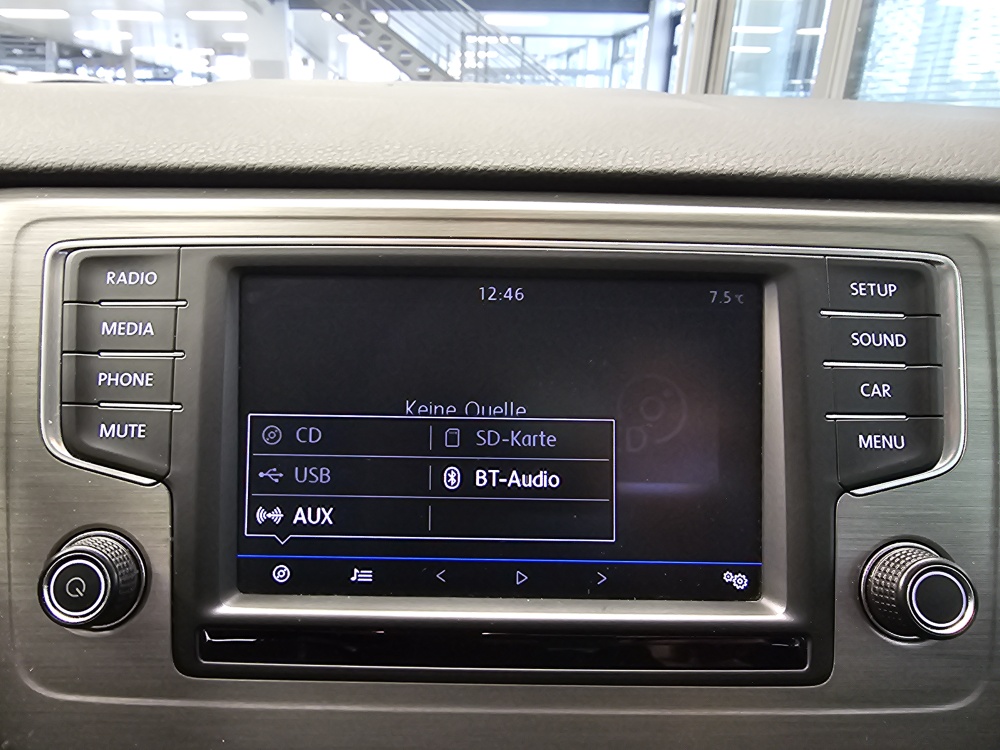 RADIO
MEDIA
PHONE
MUTE
12:46
7.5 °C
Keine Quelle
CD
SD-Karte
USB
BT-Audio
AUX
SETUP
SOUND
CAR
MENU